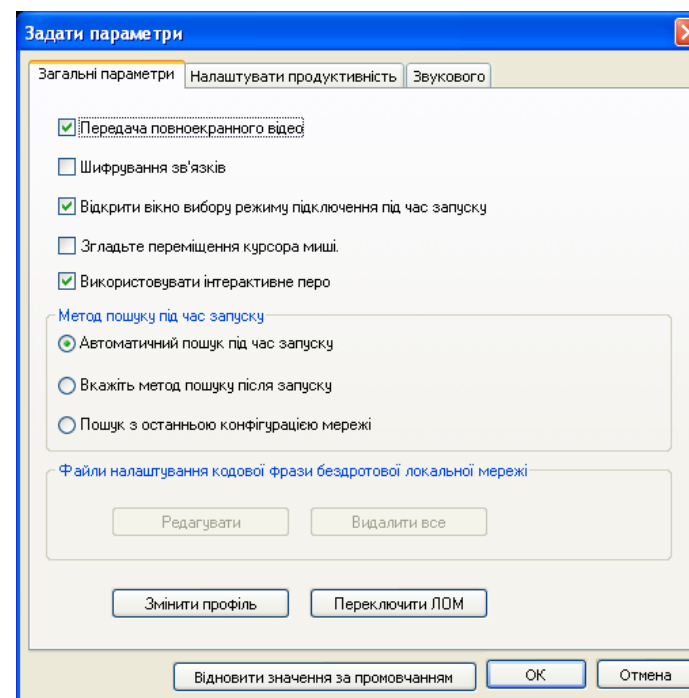 Задати параметри
Загальні параметри Налаштувати продуктивність Звукового
Передача повноекранного відео
Шифрування зв'язків
Відкрити вікно вибору режиму підключення під час запуску
Згладьте переміщення курсора миші.
Використовувати інтерактивне перо
Метод пошуку під час запуску
Автоматичний пошук під час запуску
Вкажіть метод пошуку після запуску
Пошук з останньою конфігурацією мережі
Файли налаштування кодової фрази бездротової локальної мережі
Редагувати Видалити все
Змінити профіль Переключити ЛОМ
Відновити значення за промовчанням OK Отмена